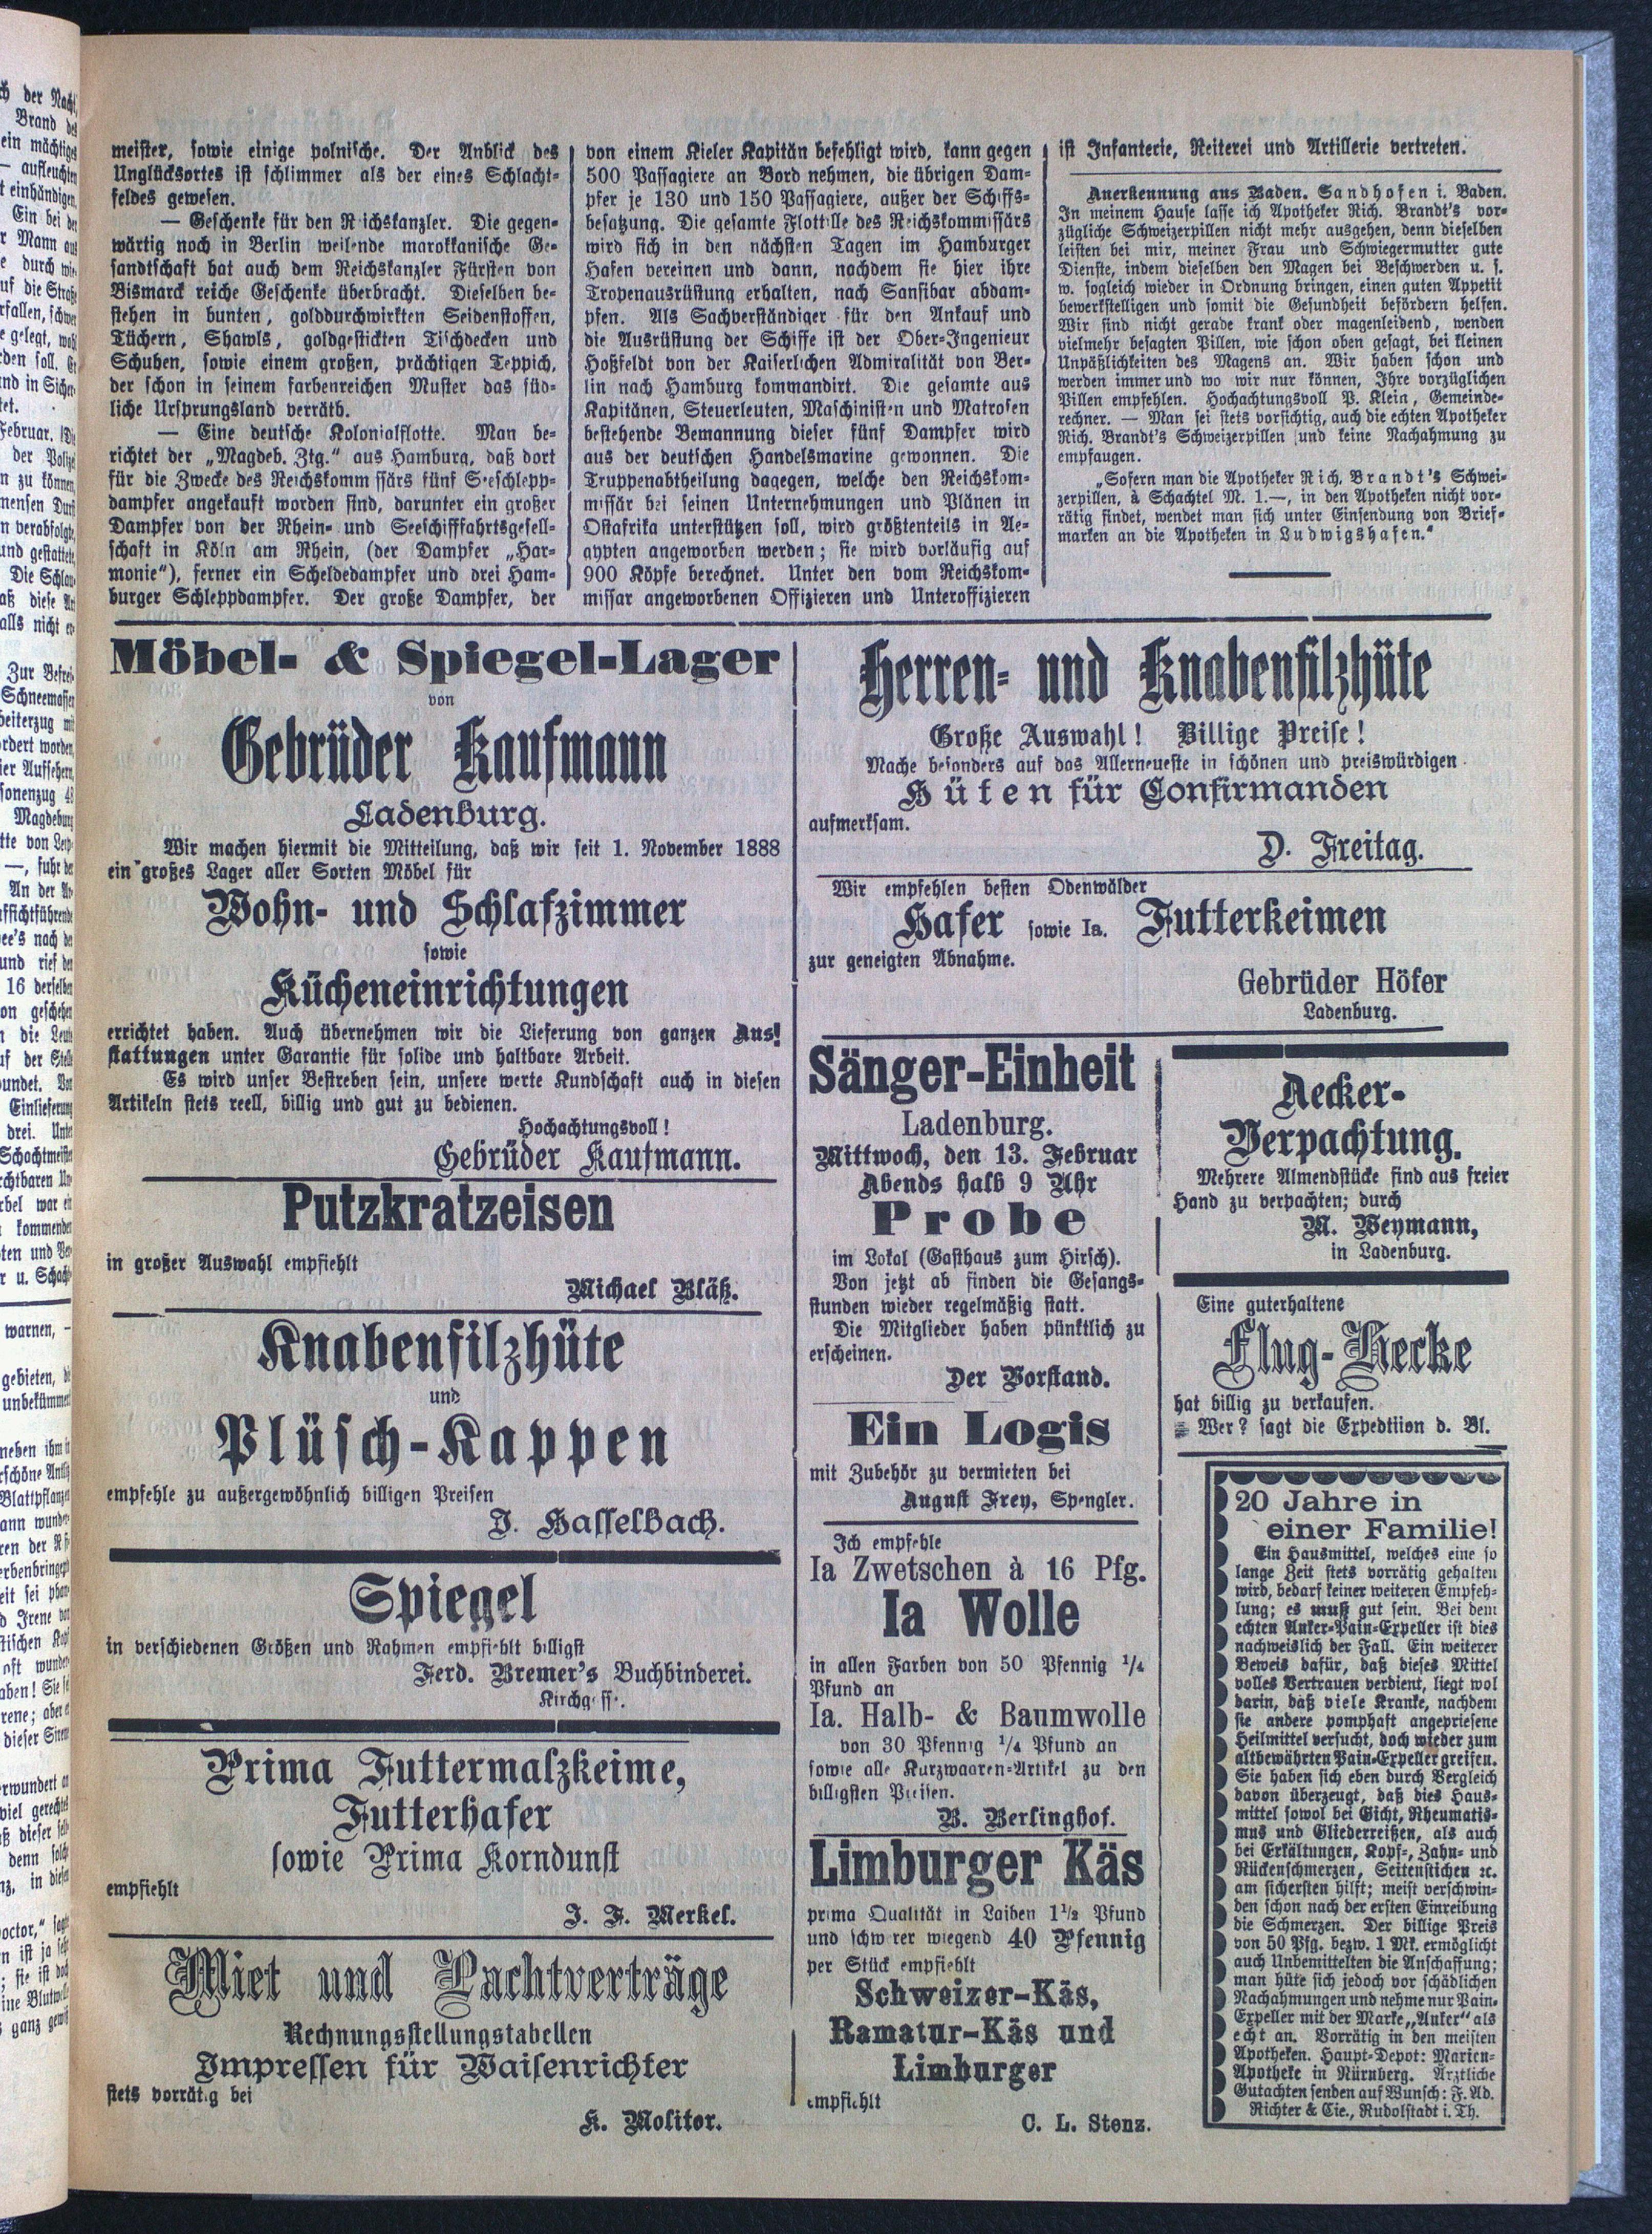 meister, sowie einige polnische. Der Anblick des
Unglücksortes ist schlimmer als der eines Schlacht-
feldes gewesen.
— Geschenke für den Reichskanzler. Die gegen-
wärtig noch in Berlin weilende marokkanische Ge-
sandtschaft hat auch dem Reichskanzler Fürsten von
Bismarck reiche Geschenke überbracht. Dieselben be-
stehen in bunten, golddurchwirkten Seidenstoffen,
Tüchern, Shawls, goldgestickten Tischdecken und
Schuben, sowie einem großen, prächtigen Teppich,
der schon in seinem farbenreichen Muster das süd-
liche Ursprungsland verräth.
— Eine deutsche Kolonialflotte. Man be-
richtet der „Magdeb. Ztg.“ aus Hamburg, daß dort
für die Zwecke des Reichskommissärs fünf Seeschlepp-
dampfer angekauft worden sind, darunter ein großer
Dampfer von der Rhein- und Seeschifffahrtsgesell-
schaft in Köln am Rhein, (der Dampfer „Har-
monie“), ferner ein Scheldedampfer und drei Ham-
burger Schleppdampfer. Der große Dampfer, der
von einem Kieler Kapitän befehligt wird, kann gegen
500 Passagiere an Bord nehmen, die übrigen Dam-
pfer je 130 und 150 Passagiere, außer der Schiffs-
besatzung. Die gesamte Flottille des Reichskommissärs
wird sich in den nächsten Tagen im Hamburger
Hafen vereinen und dann, nachdem sie hier ihre
Tropenausrüstung erhalten, nach Sansibar abdam-
pfen. Als Sachverständiger für den Ankauf und
die Ausrüstung der Schiffe ist der Ober-Ingenieur
Hoßfeldt von der Kaiserlichen Admiralität von Ber-
lin nach Hamburg kommandirt. Die gesamte aus
Kapitänen, Steuerleuten, Maschinisten und Matrosen
bestehende Bemannung dieser fünf Dampfer wird
aus der deutschen Handelsmarine gewonnen. Die
Truppenabtheilung dagegen, welche den Reichskom-
missär bei seinen Unternehmungen und Plänen in
Ostafrika unterstützen soll, wird größtenteils in Ae-
gypten angeworben werden; sie wird vorläufig auf
900 Köpfe berechnet. Unter den vom Reichskom-
missar angeworbenen Offizieren und Unteroffizieren
ist Infanterie, Reiterei und Artillerie vertreten.
Anerkennung aus Baden. Sandhofen i. Baden.
In meinem Hause lasse ich Apotheker Rich. Brandt's vor-
zügliche Schweizerpillen nicht mehr ausgehen, denn dieselben
leisten bei mir, meiner Frau und Schwiegermutter gute
Dienste, indem dieselben den Magen bei Beschwerden u. s.
w. sogleich wieder in Ordnung bringen, einen guten Appetit
bewerkstelligen und somit die Gesundheit befördern helfen.
Wir sind nicht gerade krank oder magenleidend, wenden
vielmehr besagten Pillen, wie schon oben gesagt, bei kleinen
Unpäßlichkeiten des Magens an. Wir haben schon und
werden immer und wo wir nur können, Ihre vorzüglichen
Pillen empfehlen. Hochachtungsvoll P. Klein, Gemeinde-
rechner. — Man sei stets vorsichtig, auch die echten Apotheker
Rich. Brandt's Schweizerpillen und keine Nachahmung zu
empfaugen.
„Sofern man die Apotheker Rich. Brandt's Schwei-
zerpillen, à Schachtel M. 1.—, in den Apotheken nicht vor-
rätig findet, wendet man sich unter Einsendung von Brief-
marken an die Apotheken in Ludwigshafen.“
Möbel- & Spiegel-Lager
von
Gebrüder Kaufmann
Ladenburg.
Wir machen hiermit die Mitteilung, daß wir seit 1. November 1888
ein großes Lager aller Sorten Möbel für
Wohn- und Schlafzimmer
sowie
Kücheneinrichtungen
errichtet haben. Auch übernehmen wir die Lieferung von ganzen Aus!
stattungen unter Garantie für solide und haltbare Arbeit.
Es wird unser Bestreben sein, unsere werte Kundschaft auch in diesen
Artikeln stets reell, billig und gut zu bedienen.
Hochachtungsvoll!
Gebrüder Kaufmann.
Putzkratzeisen
in großer Auswahl empfiehlt
Michael Bläß.
Knabenfilzhüte
und
Plüsch-Kappen
empfehle zu außergewöhnlich billigen Preisen
J. Hasselbach.
Spiegel
in verschiedenen Größen und Rahmen empfiehlt billigst
Ferd. Bremer's Buchbinderei.
Kirchgasse.
Prima Futtermalzkeime,
Futterhafer
sowie Prima Korndunst
empfiehlt
J. F. Merkel.
Miet und Pachtverträge
Rechnungsstellungstabellen
Impressen für Waisenrichter
stets vorrätig bei
K. Molitor.
Herren- und Knabenfilzhüte
Große Auswahl! Billige Preise!
Mache besonders auf das Allerneueste in schönen und preiswürdigen
Hüten für Confirmanden
aufmerksam.
D. Freitag.
Wir empfehlen besten Odenwälder
Hafer sowie Ia. Futterkeimen
zur geneigten Abnahme.
Gebrüder Höfer
Ladenburg.
Sänger-Einheit
Ladenburg.
Mittwoch, den 13. Februar
Abends halb 9 Uhr
Probe
im Lokal (Gasthaus zum Hirsch).
Von jetzt ab finden die Gesangs-
stunden wieder regelmäßig statt.
Die Mitglieder haben pünktlich zu
erscheinen.
Der Vorstand.
Ein Logis
mit Zubehör zu vermieten bei
August Frey, Spengler.
Ich empfehle
Ia Zwetschen à 16 Pfg.
Ia Wolle
in allen Farben von 50 Pfennig 1/4
Pfund an
Ia. Halb- & Baumwolle
von 30 Pfennig 1/4 Pfund an
sowie alle Kurzwaaren-Artikel zu den
billigsten Preisen.
B. Berlinghof.
Limburger Käs
prima Qualität in Laiben 1 1/2 Pfund
und schwerer wiegend 40 Pfennig
per Stück empfiehlt
Schweizer-Käs,
Ramatur-Käs und
Limburger
empfiehlt
C. L. Stenz.
Aecker-
Verpachtung.
Mehrere Almendstücke sind aus freier
Hand zu verpachten; durch
M. Weymann,
in Ladenburg.
Eine guterhaltene
Flug-Hecke
hat billig zu verkaufen.
Wer? sagt die Expedtiion d. Bl.
20 Jahre in
einer Familie!
Ein Hausmittel, welches eine so
lange Zeit stets vorrätig gehalten
wird, bedarf keiner weiteren Empfeh-
lung; es muß gut sein. Bei dem
echten Anker-Pain-Expeller ist dies
nachweislich der Fall. Ein weiterer
Beweis dafür, daß dieses Mittel
volles Vertrauen verdient, liegt wol
darin, daß viele Kranke, nachdem
sie andere pomphaft angepriesene
Heilmittel versucht, doch wieder zum
altbewährten Pain-Expeller greifen.
Sie haben sich eben durch Vergleich
davon überzeugt, daß dies Haus-
mittel sowol bei Gicht, Rheumatis-
mus und Gliederreißen, als auch
bei Erkältungen, Kopf-, Zahn- und
Rückenschmerzen, Seitenstichen ꝛc.
am sichersten hilft; meist verschwin-
den schon nach der ersten Einreibung
die Schmerzen. Der billige Preis
von 50 Pfg. bezw. 1 Mk. ermöglicht
auch Unbemittelten die Anschaffung;
man hüte sich jedoch vor schädlichen
Nachahmungen und nehme nur Pain-
Expeller mit der Marke „Anker“ als
echt an. Vorrätig in den meisten
Apotheken. Haupt-Depot: Marien-
Apotheke in Nürnberg. Ärztliche
Gutachten senden auf Wunsch: F. Ad.
Richter & Cie., Rudolstadt i. Th.